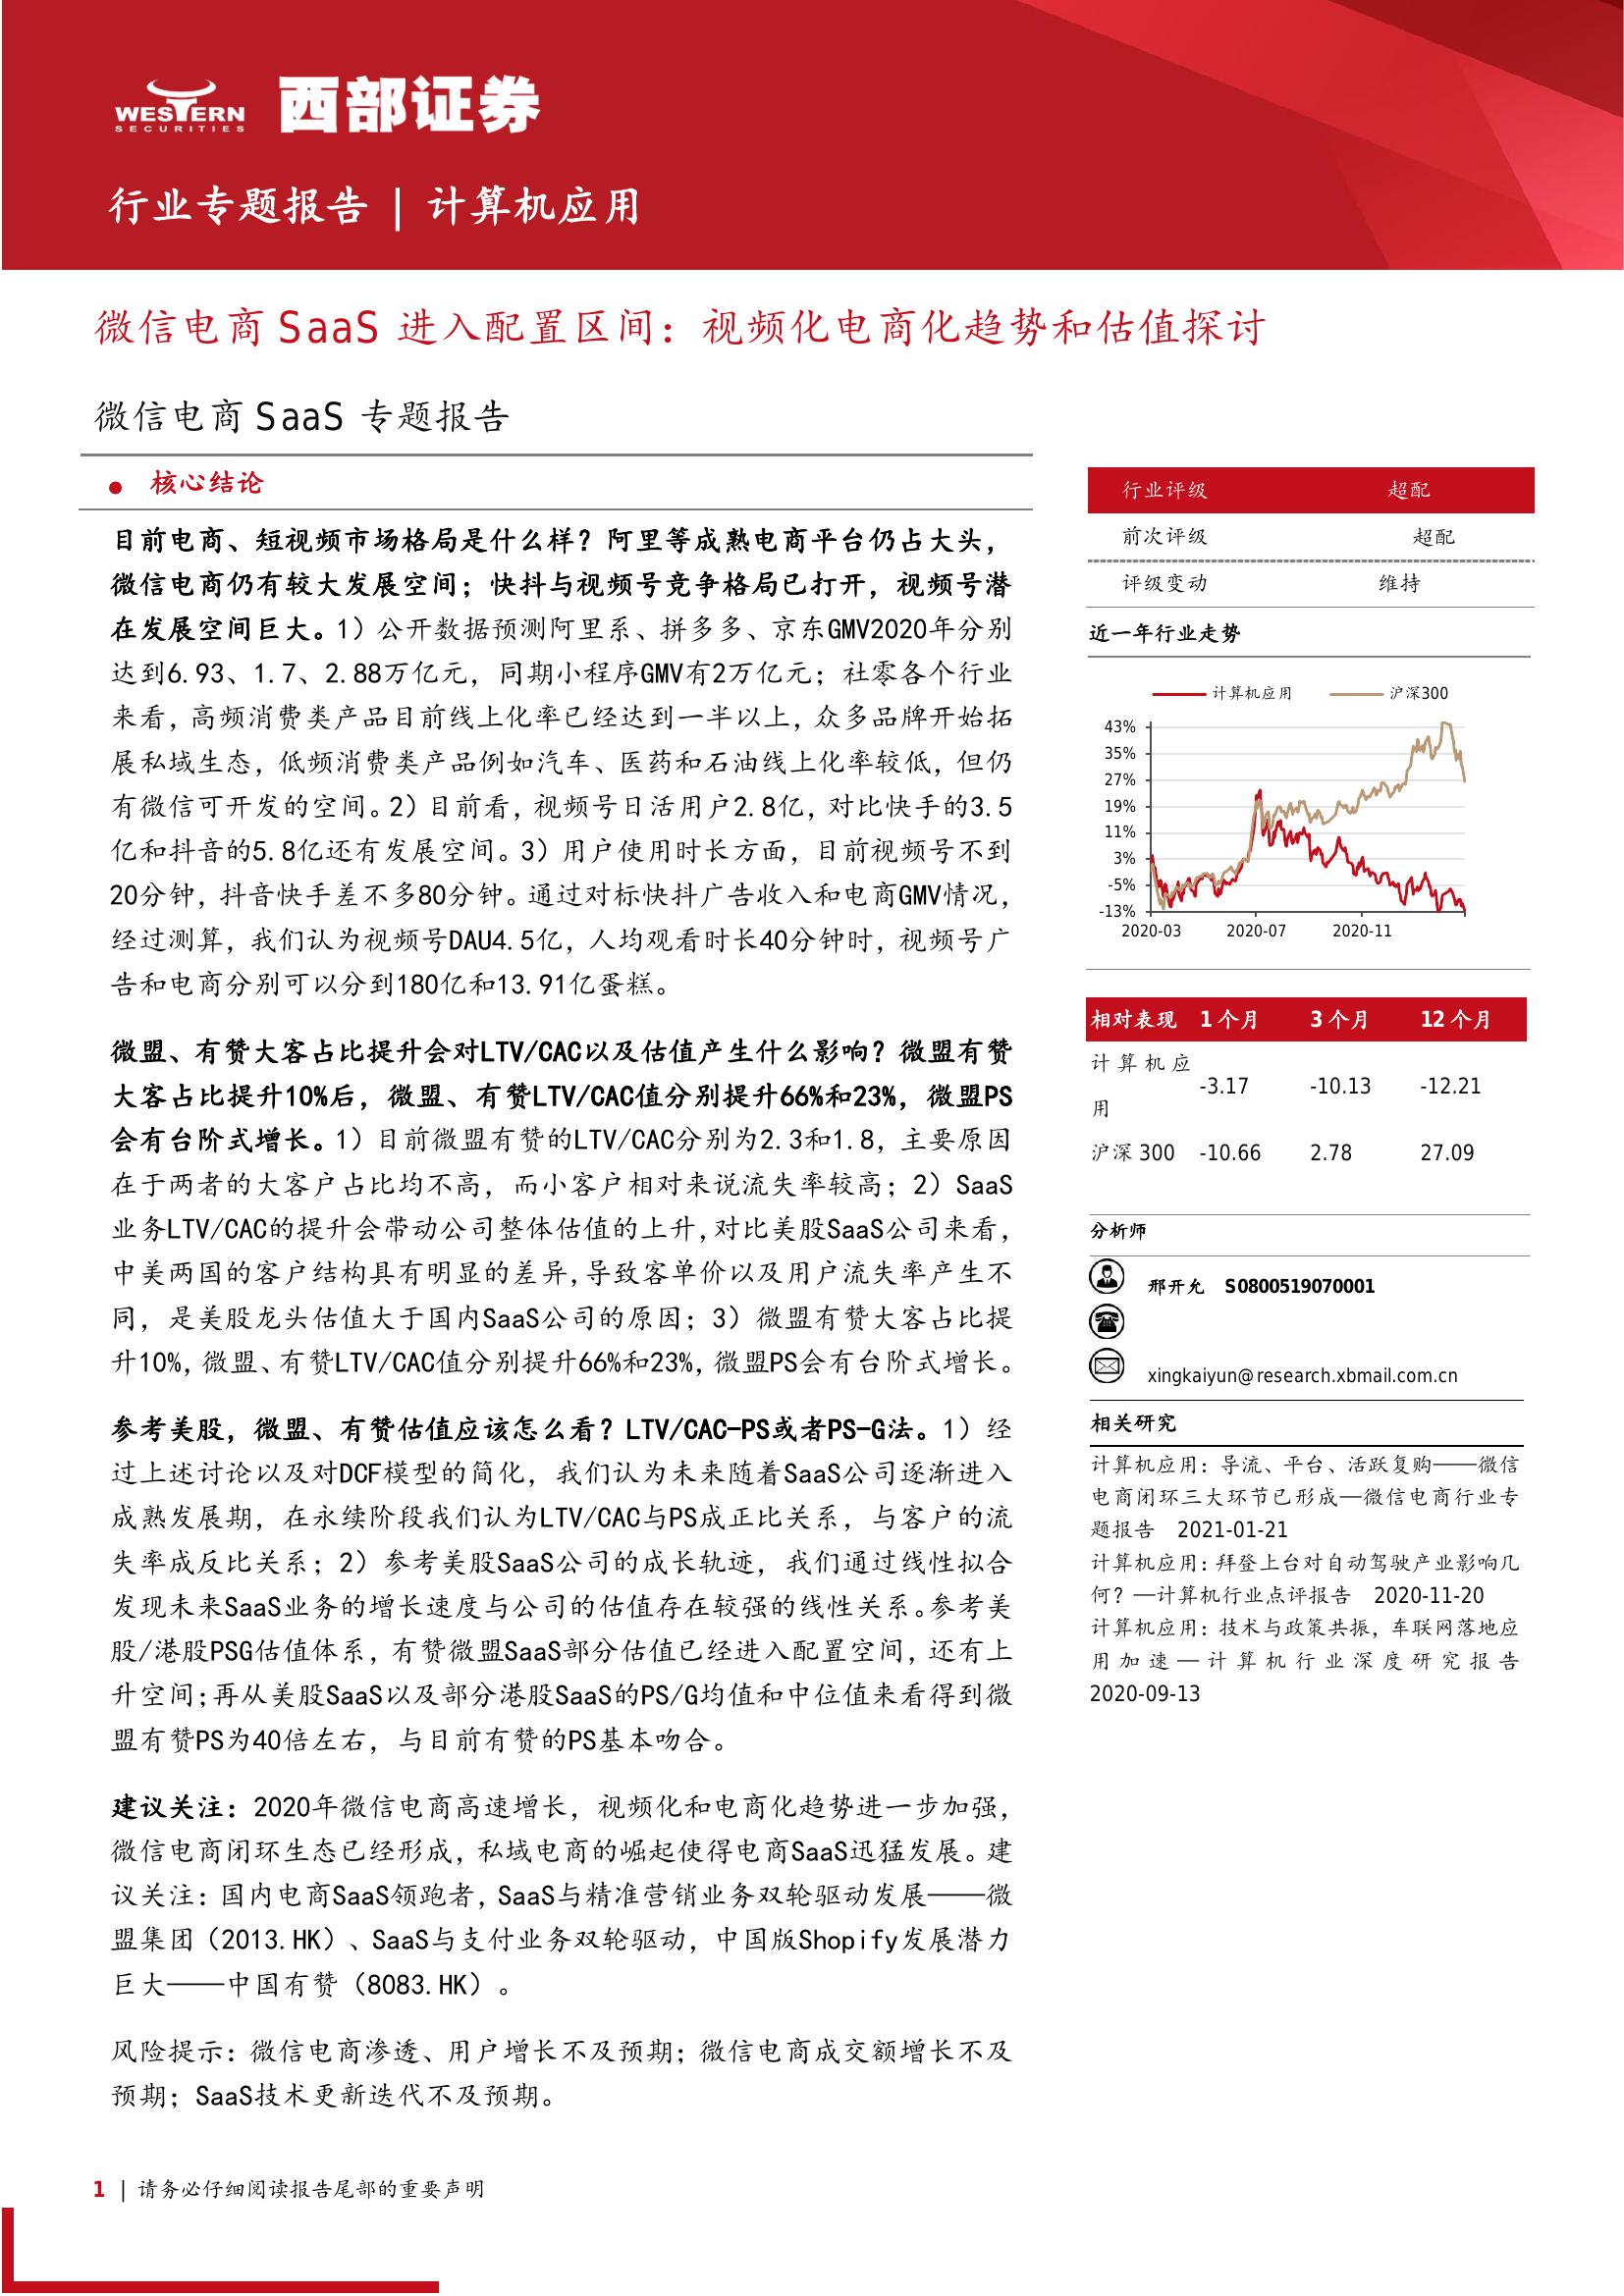 WESTERN
SECURITIES
西部证券
行业专题报告 | 计算机应用
微信电商 SaaS 进入配置区间：视频化电商化趋势和估值探讨
微信电商 SaaS 专题报告
● 核心结论
目前电商、短视频市场格局是什么样？阿里等成熟电商平台仍占大头，
微信电商仍有较大发展空间；快抖与视频号竞争格局已打开，视频号潜
在发展空间巨大。1）公开数据预测阿里系、拼多多、京东GMV2020年分别
达到6.93、1.7、2.88万亿元，同期小程序GMV有2万亿元；社零各个行业
来看，高频消费类产品目前线上化率已经达到一半以上，众多品牌开始拓
展私域生态，低频消费类产品例如汽车、医药和石油线上化率较低，但仍
有微信可开发的空间。2）目前看，视频号日活用户2.8亿，对比快手的3.5
亿和抖音的5.8亿还有发展空间。3）用户使用时长方面，目前视频号不到
20分钟，抖音快手差不多80分钟。通过对标快抖广告收入和电商GMV情况，
经过测算，我们认为视频号DAU4.5亿，人均观看时长40分钟时，视频号广
告和电商分别可以分到180亿和13.91亿蛋糕。
微盟、有赞大客占比提升会对LTV/CAC以及估值产生什么影响？微盟有赞
大客占比提升10%后，微盟、有赞LTV/CAC值分别提升66%和23%，微盟PS
会有台阶式增长。1）目前微盟有赞的LTV/CAC分别为2.3和1.8，主要原因
在于两者的大客户占比均不高，而小客户相对来说流失率较高；2）SaaS
业务LTV/CAC的提升会带动公司整体估值的上升，对比美股SaaS公司来看，
中美两国的客户结构具有明显的差异，导致客单价以及用户流失率产生不
同，是美股龙头估值大于国内SaaS公司的原因；3）微盟有赞大客占比提
升10%，微盟、有赞LTV/CAC值分别提升66%和23%，微盟PS会有台阶式增长。
参考美股，微盟、有赞估值应该怎么看？LTV/CAC-PS或者PS-G法。1）经
过上述讨论以及对DCF模型的简化，我们认为未来随着SaaS公司逐渐进入
成熟发展期，在永续阶段我们认为LTV/CAC与PS成正比关系，与客户的流
失率成反比关系；2）参考美股SaaS公司的成长轨迹，我们通过线性拟合
发现未来SaaS业务的增长速度与公司的估值存在较强的线性关系。参考美
股/港股PSG估值体系，有赞微盟SaaS部分估值已经进入配置空间，还有上
升空间；再从美股SaaS以及部分港股SaaS的PS/G均值和中位值来看得到微
盟有赞PS为40倍左右，与目前有赞的PS基本吻合。
建议关注：2020年微信电商高速增长，视频化和电商化趋势进一步加强，
微信电商闭环生态已经形成，私域电商的崛起使得电商SaaS迅猛发展。建
议关注：国内电商SaaS领跑者，SaaS与精准营销业务双轮驱动发展——微
盟集团（2013.HK）、SaaS与支付业务双轮驱动，中国版Shopify发展潜力
巨大——中国有赞（8083.HK）。
风险提示：微信电商渗透、用户增长不及预期；微信电商成交额增长不及
预期；SaaS技术更新迭代不及预期。
行业评级 超配
前次评级 超配
评级变动 维持
近一年行业走势
计算机应用 沪深300
43%
35%
27%
19%
11%
3%
-5%
-13%
2020-03 2020-07 2020-11
相对表现 1 个月 3 个月 12 个月
计算机应
用 -3.17 -10.13 -12.21
沪深 300 -10.66 2.78 27.09
分析师
邢开允 S0800519070001
xingkaiyun@research.xbmail.com.cn
相关研究
计算机应用：导流、平台、活跃复购——微信
电商闭环三大环节已形成—微信电商行业专
题报告 2021-01-21
计算机应用：拜登上台对自动驾驶产业影响几
何？—计算机行业点评报告 2020-11-20
计算机应用：技术与政策共振，车联网落地应
用加速—计算机行业深度研究报告
2020-09-13
1 | 请务必仔细阅读报告尾部的重要声明